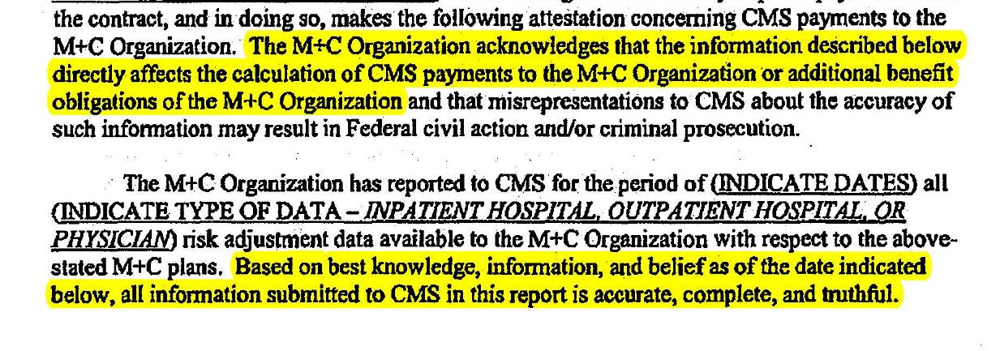 the contract, and in doing so, makes the following attestation concerning CMS payments to the
M+C Organization. The M+C Organization acknowledges that the information described below
directly affects the calculation of CMS payments to the M+C Organization or additional benefit
obligations of the M+C Organization and that misrepresentations to CMS about the accuracy of
such information may result in Federal civil action and/or criminal prosecution.
The M+C Organization has reported to CMS for the period of (INDICATE DATES) all
(INDICATE TYPE OF DATA – INPATIENT HOSPITAL, OUTPATIENT HOSPITAL, OR
PHYSICIAN) risk adjustment data available to the M+C Organization with respect to the above-
stated M+C plans. Based on best knowledge, information, and belief as of the date indicated
below, all information submitted to CMS in this report is accurate, complete, and truthful.